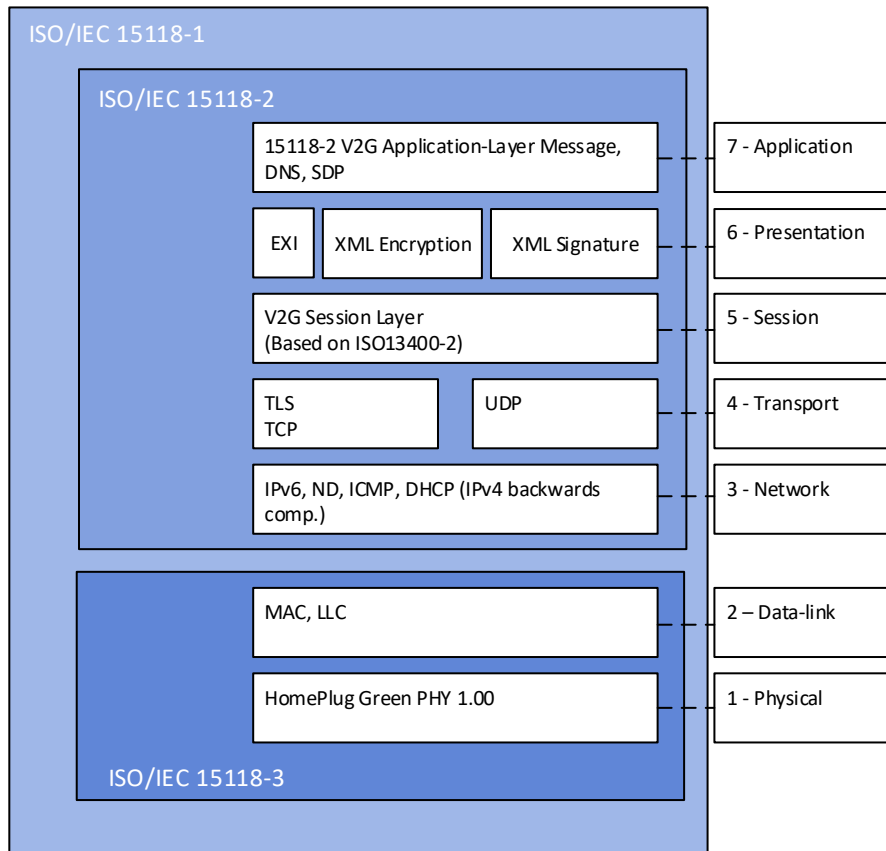 ISO/IEC 15118-1
ISO/IEC 15118-2
15118-2 V2G Application-Layer Message,
DNS, SDP
7 - Application
EXI
XML Encryption
XML Signature
6 - Presentation
V2G Session Layer
(Based on ISO13400-2)
5 - Session
TLS
TCP
UDP
4 - Transport
IPv6, ND, ICMP, DHCP (IPv4 backwards
comp.)
3 - Network
MAC, LLC
2 – Data-link
HomePlug Green PHY 1.00
1 - Physical
ISO/IEC 15118-3